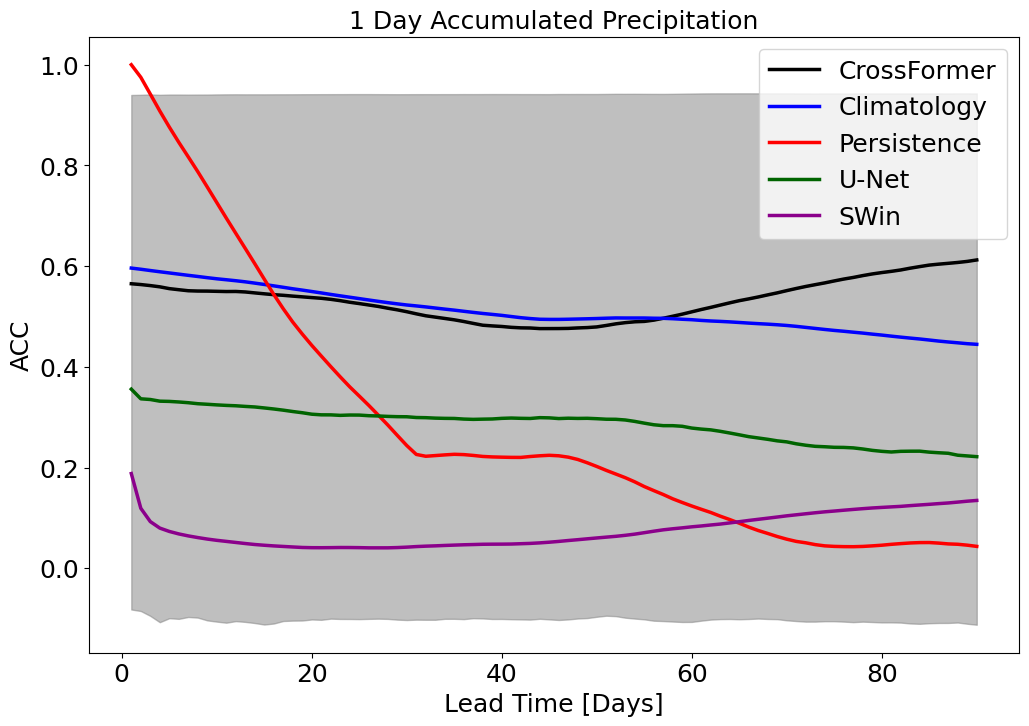 1 Day Accumulated Precipitation
1.0
0.8
0.6
0.4
0.2
0.0
ACC
CrossFormer
Climatology
Persistence
U-Net
SWin
0 20 40 60 80
Lead Time [Days]